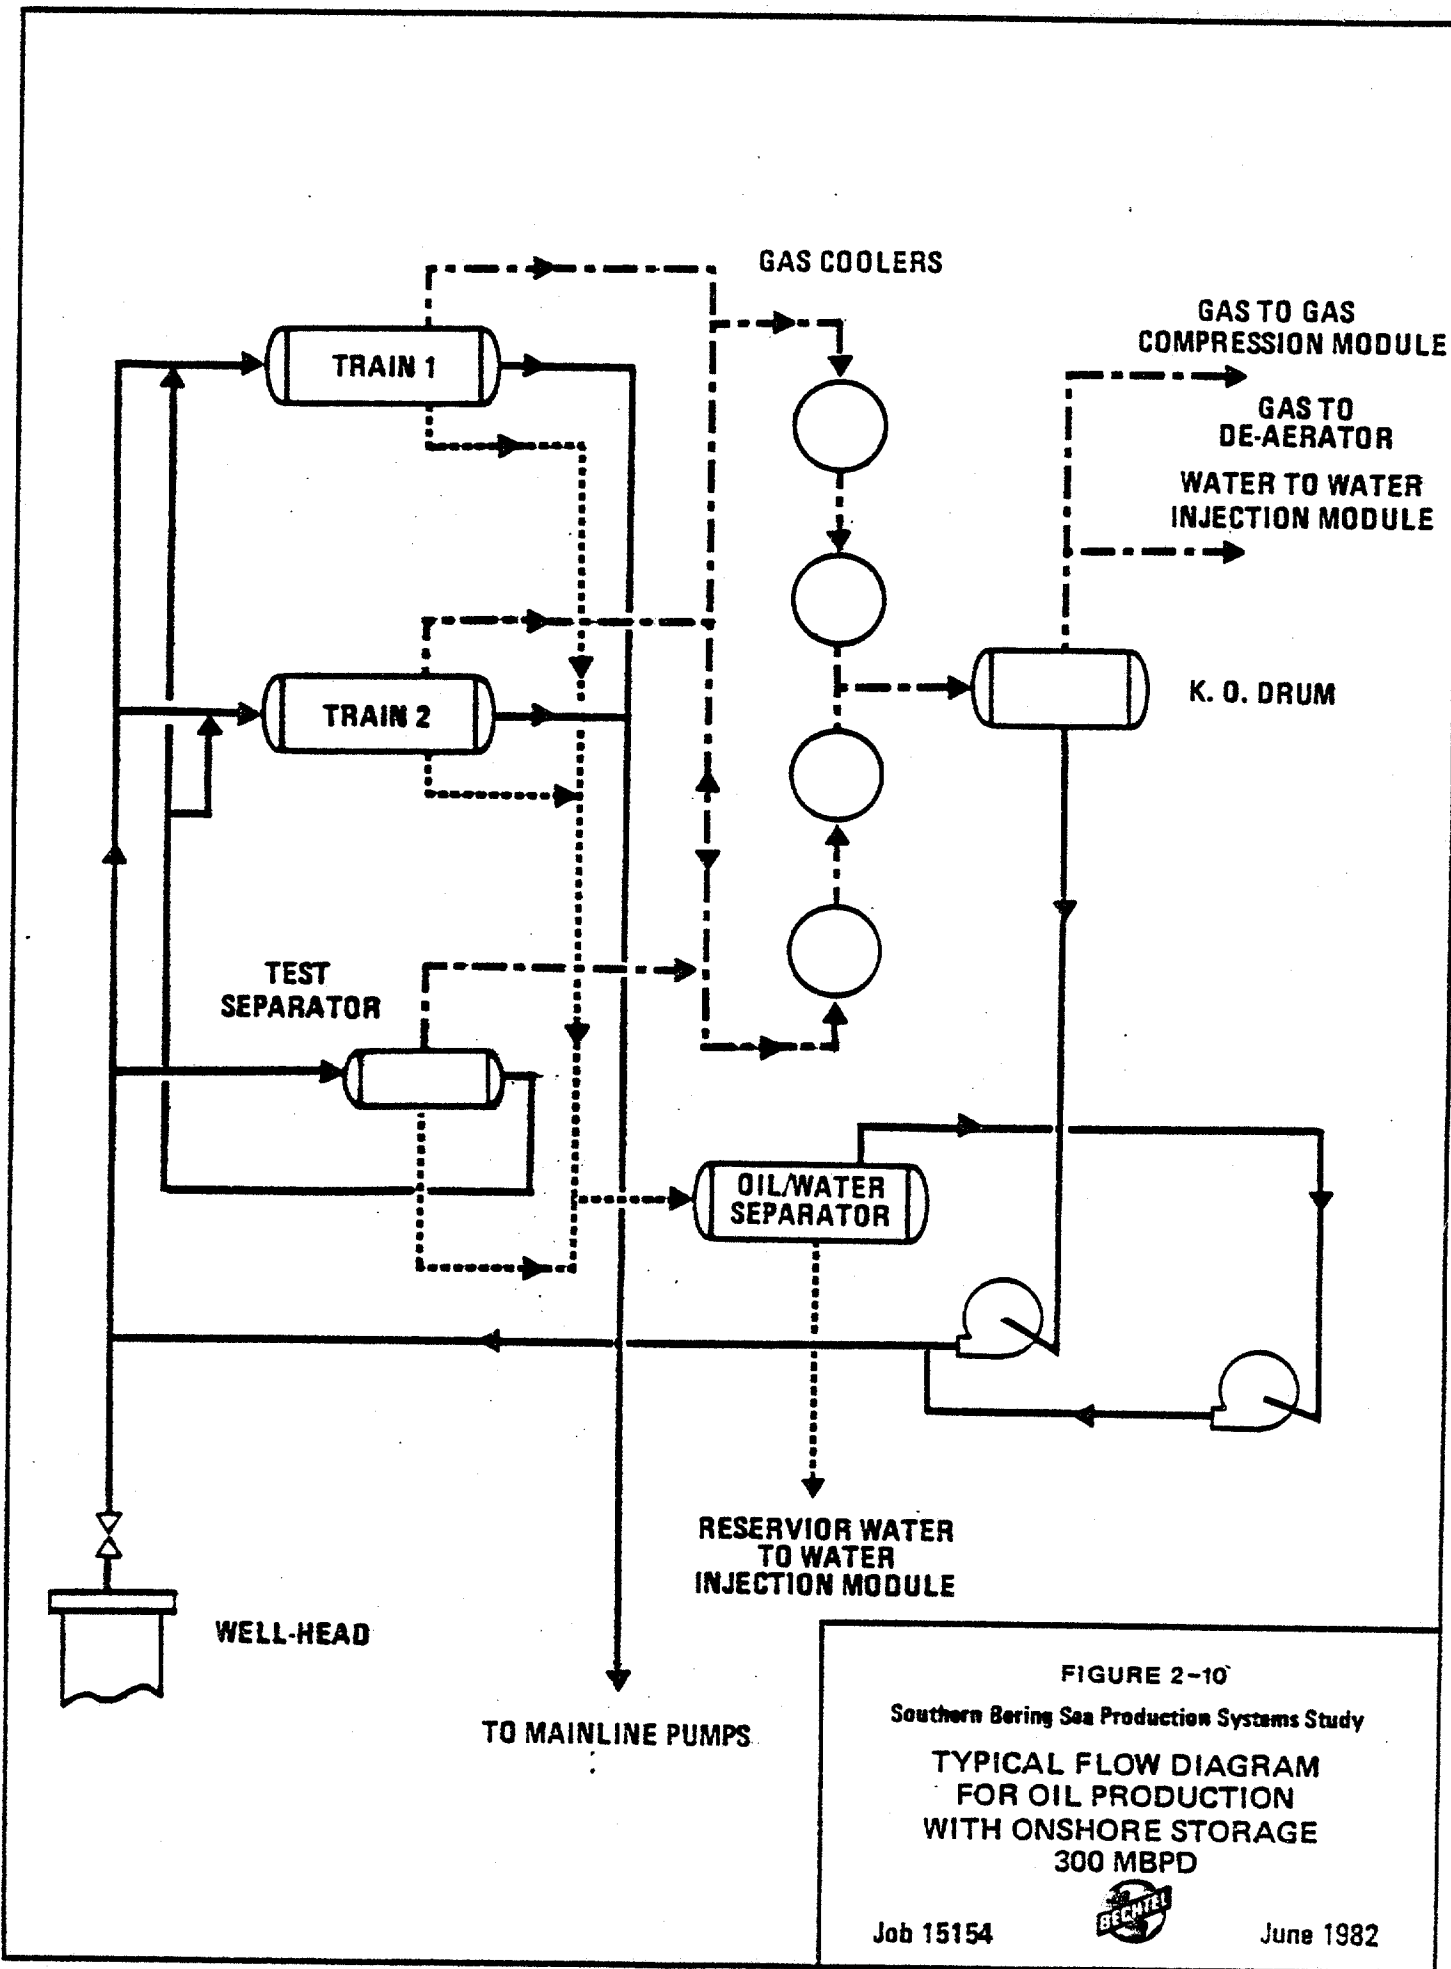 GAS COOLERS
GAS TO GAS
COMPRESSION MODULE
TRAIN 1
GAS TO
DE-AERATOR
WATER TO WATER
INJECTION MODULE
TRAIN 2
K. O. DRUM
TEST
SEPARATOR
OIL/WATER
SEPARATOR
RESERVIOR WATER
TO WATER
INJECTION MODULE
WELL-HEAD
TO MAINLINE PUMPS
FIGURE 2-10
Southern Bering Sea Production Systems Study
TYPICAL FLOW DIAGRAM
FOR OIL PRODUCTION
WITH ONSHORE STORAGE
300 MBPD
BECHTEL
Job 15154
June 1982